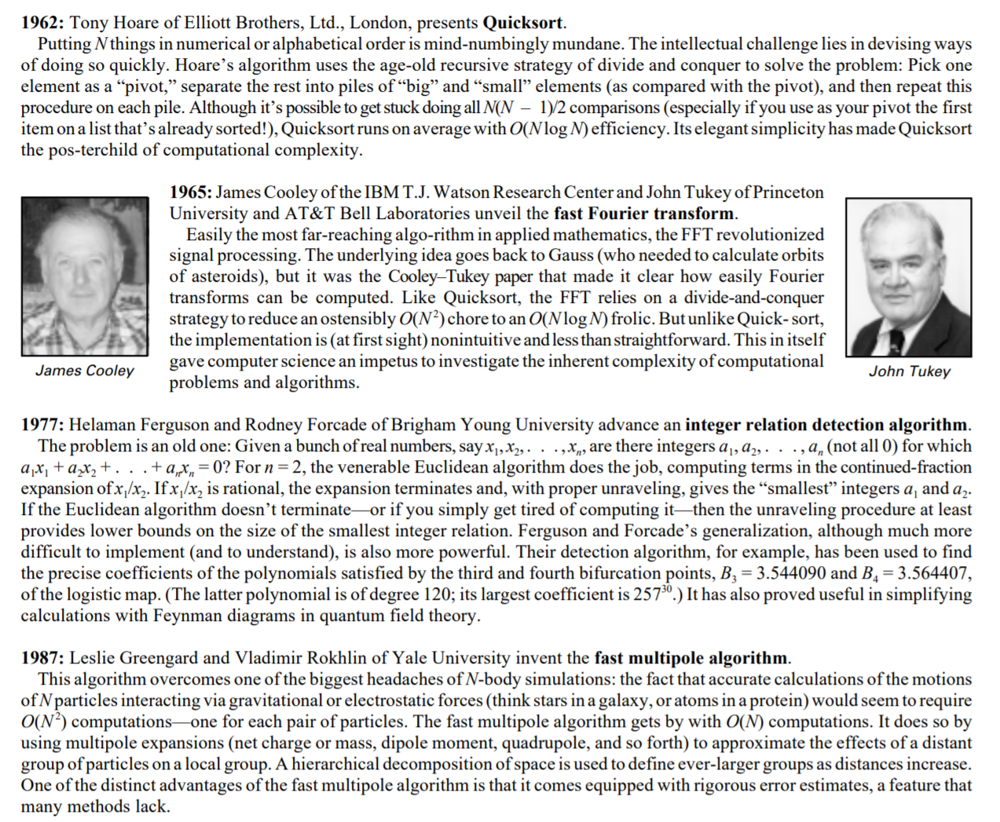 1962: Tony Hoare of Elliott Brothers, Ltd., London, presents Quicksort.
Putting N things in numerical or alphabetical order is mind-numbingly mundane. The intellectual challenge lies in devising ways
of doing so quickly. Hoare’s algorithm uses the age-old recursive strategy of divide and conquer to solve the problem: Pick one
element as a “pivot,” separate the rest into piles of “big” and “small” elements (as compared with the pivot), and then repeat this
procedure on each pile. Although it’s possible to get stuck doing all N(N – 1)/2 comparisons (especially if you use as your pivot the first
item on a list that’s already sorted!), Quicksort runs on average with O(N log N) efficiency. Its elegant simplicity has made Quicksort
the pos-terchild of computational complexity.
1965: James Cooley of the IBM T.J. Watson Research Center and John Tukey of Princeton
University and AT&T Bell Laboratories unveil the fast Fourier transform.
Easily the most far-reaching algo-rithm in applied mathematics, the FFT revolutionized
signal processing. The underlying idea goes back to Gauss (who needed to calculate orbits
of asteroids), but it was the Cooley–Tukey paper that made it clear how easily Fourier
transforms can be computed. Like Quicksort, the FFT relies on a divide-and-conquer
strategy to reduce an ostensibly O(N²) chore to an O(N log N) frolic. But unlike Quick- sort,
the implementation is (at first sight) nonintuitive and less than straightforward. This in itself
gave computer science an impetus to investigate the inherent complexity of computational
problems and algorithms.
James Cooley
John Tukey
1977: Helaman Ferguson and Rodney Forcade of Brigham Young University advance an integer relation detection algorithm.
The problem is an old one: Given a bunch of real numbers, say x₁, x₂, . . . , xₙ, are there integers a₁, a₂, . . . , aₙ (not all 0) for which
a₁x₁ + a₂x₂ + . . . + aₙxₙ = 0? For n = 2, the venerable Euclidean algorithm does the job, computing terms in the continued-fraction
expansion of x₁/x₂. If x₁/x₂ is rational, the expansion terminates and, with proper unraveling, gives the “smallest” integers a₁ and a₂.
If the Euclidean algorithm doesn’t terminate—or if you simply get tired of computing it—then the unraveling procedure at least
provides lower bounds on the size of the smallest integer relation. Ferguson and Forcade’s generalization, although much more
difficult to implement (and to understand), is also more powerful. Their detection algorithm, for example, has been used to find
the precise coefficients of the polynomials satisfied by the third and fourth bifurcation points, B₃ = 3.544090 and B₄ = 3.564407,
of the logistic map. (The latter polynomial is of degree 120; its largest coefficient is 257³⁰.) It has also proved useful in simplifying
calculations with Feynman diagrams in quantum field theory.
1987: Leslie Greengard and Vladimir Rokhlin of Yale University invent the fast multipole algorithm.
This algorithm overcomes one of the biggest headaches of N-body simulations: the fact that accurate calculations of the motions
of N particles interacting via gravitational or electrostatic forces (think stars in a galaxy, or atoms in a protein) would seem to require
O(N²) computations—one for each pair of particles. The fast multipole algorithm gets by with O(N) computations. It does so by
using multipole expansions (net charge or mass, dipole moment, quadrupole, and so forth) to approximate the effects of a distant
group of particles on a local group. A hierarchical decomposition of space is used to define ever-larger groups as distances increase.
One of the distinct advantages of the fast multipole algorithm is that it comes equipped with rigorous error estimates, a feature that
many methods lack.